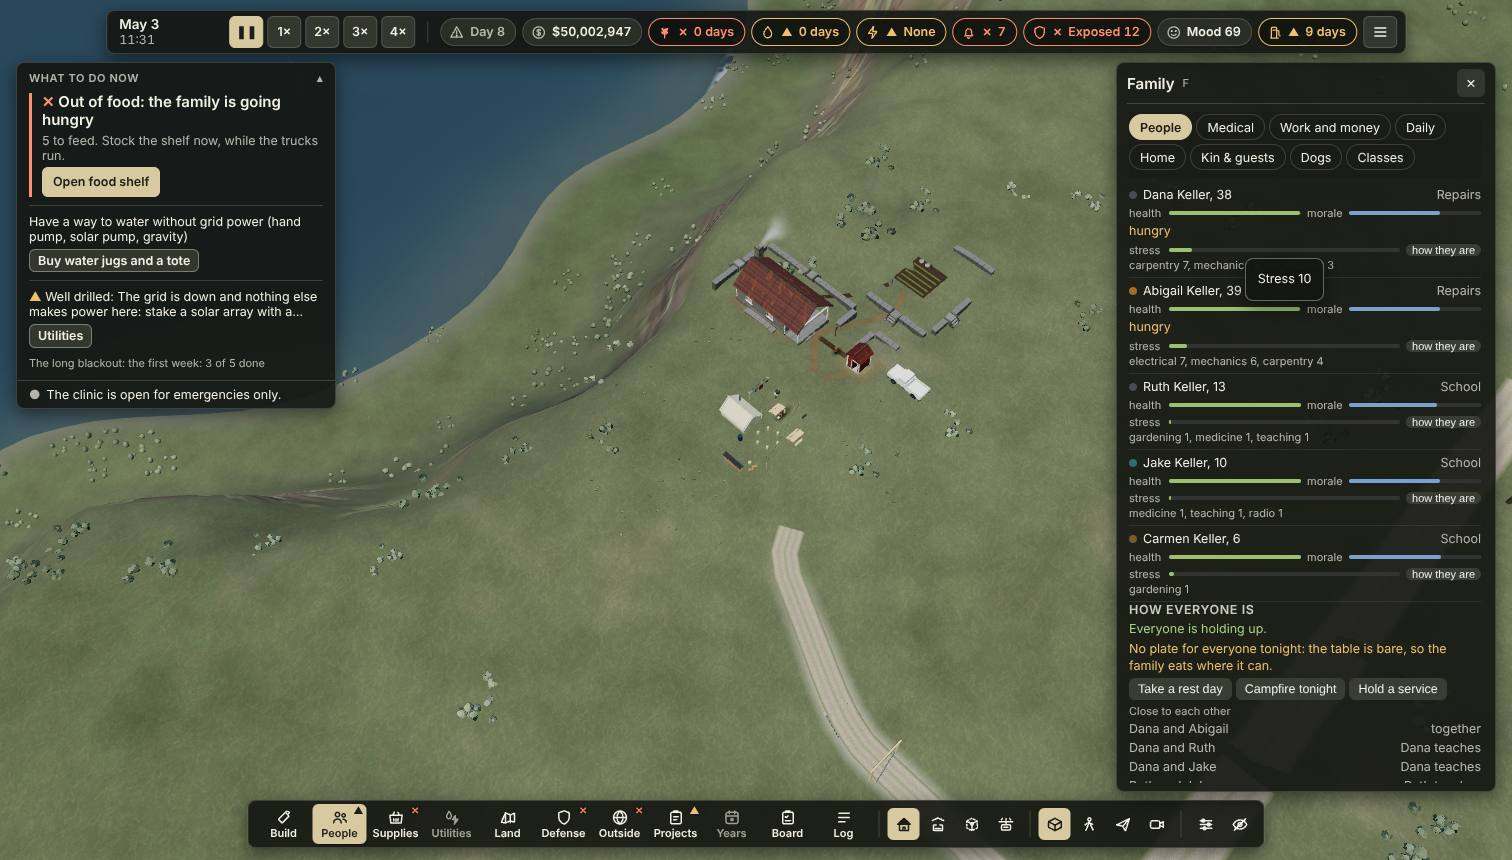 May 3
11:31
1×
2×
3×
4×
Day 8
$50,002,947
× 0 days
▲ 0 days
▲ None
× 7
× Exposed 12
Mood 69
▲ 9 days
WHAT TO DO NOW
× Out of food: the family is going
hungry
5 to feed. Stock the shelf now, while the trucks
run.
Open food shelf
Have a way to water without grid power (hand
pump, solar pump, gravity)
Buy water jugs and a tote
▲ Well drilled: The grid is down and nothing else
makes power here: stake a solar array with a...
Utilities
The long blackout: the first week: 3 of 5 done
The clinic is open for emergencies only.
Family F
People
Medical
Work and money
Daily
Home
Kin & guests
Dogs
Classes
Dana Keller, 38
Repairs
health
morale
hungry
stress
how they are
carpentry 7, mechanic
3
Stress 10
Abigail Keller, 39
Repairs
health
morale
hungry
stress
how they are
electrical 7, mechanics 6, carpentry 4
Ruth Keller, 13
School
health
morale
stress
how they are
gardening 1, medicine 1, teaching 1
Jake Keller, 10
School
health
morale
stress
how they are
medicine 1, teaching 1, radio 1
Carmen Keller, 6
School
health
morale
stress
how they are
gardening 1
HOW EVERYONE IS
Everyone is holding up.
No plate for everyone tonight: the table is bare, so the
family eats where it can.
Take a rest day
Campfire tonight
Hold a service
Close to each other
Dana and Abigail
together
Dana and Ruth
Dana teaches
Dana and Jake
Dana teaches
Build
People
Supplies
Utilities
Land
Defense
Outside
Projects
Years
Board
Log